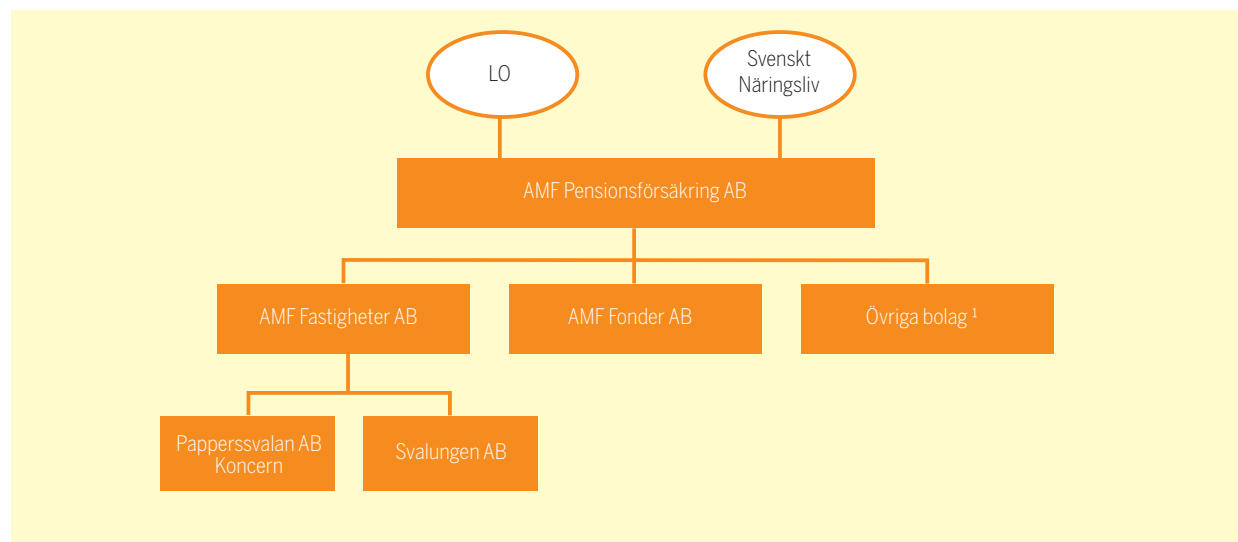 LO
Svenskt
Näringsliv
AMF Pensionsförsäkring AB
AMF Fastigheter AB
AMF Fonder AB
Övriga bolag ¹
Papperssvalan AB
Koncern
Svalungen AB